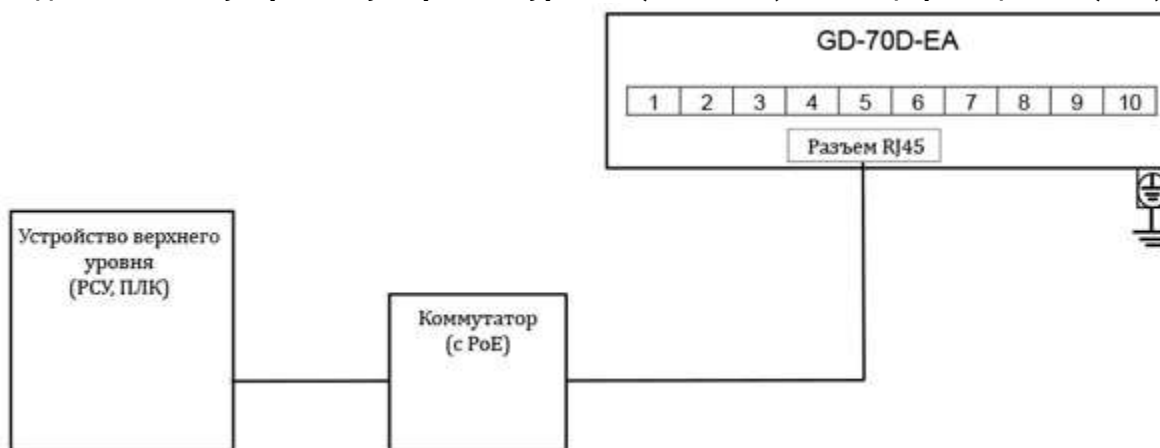 GD-70D-EA
1 2 3 4 5 6 7 8 9 10
Разъем RJ45
Устройство верхнего
уровня
(РСУ, ПЛК)
Коммутатор
(с PoE)